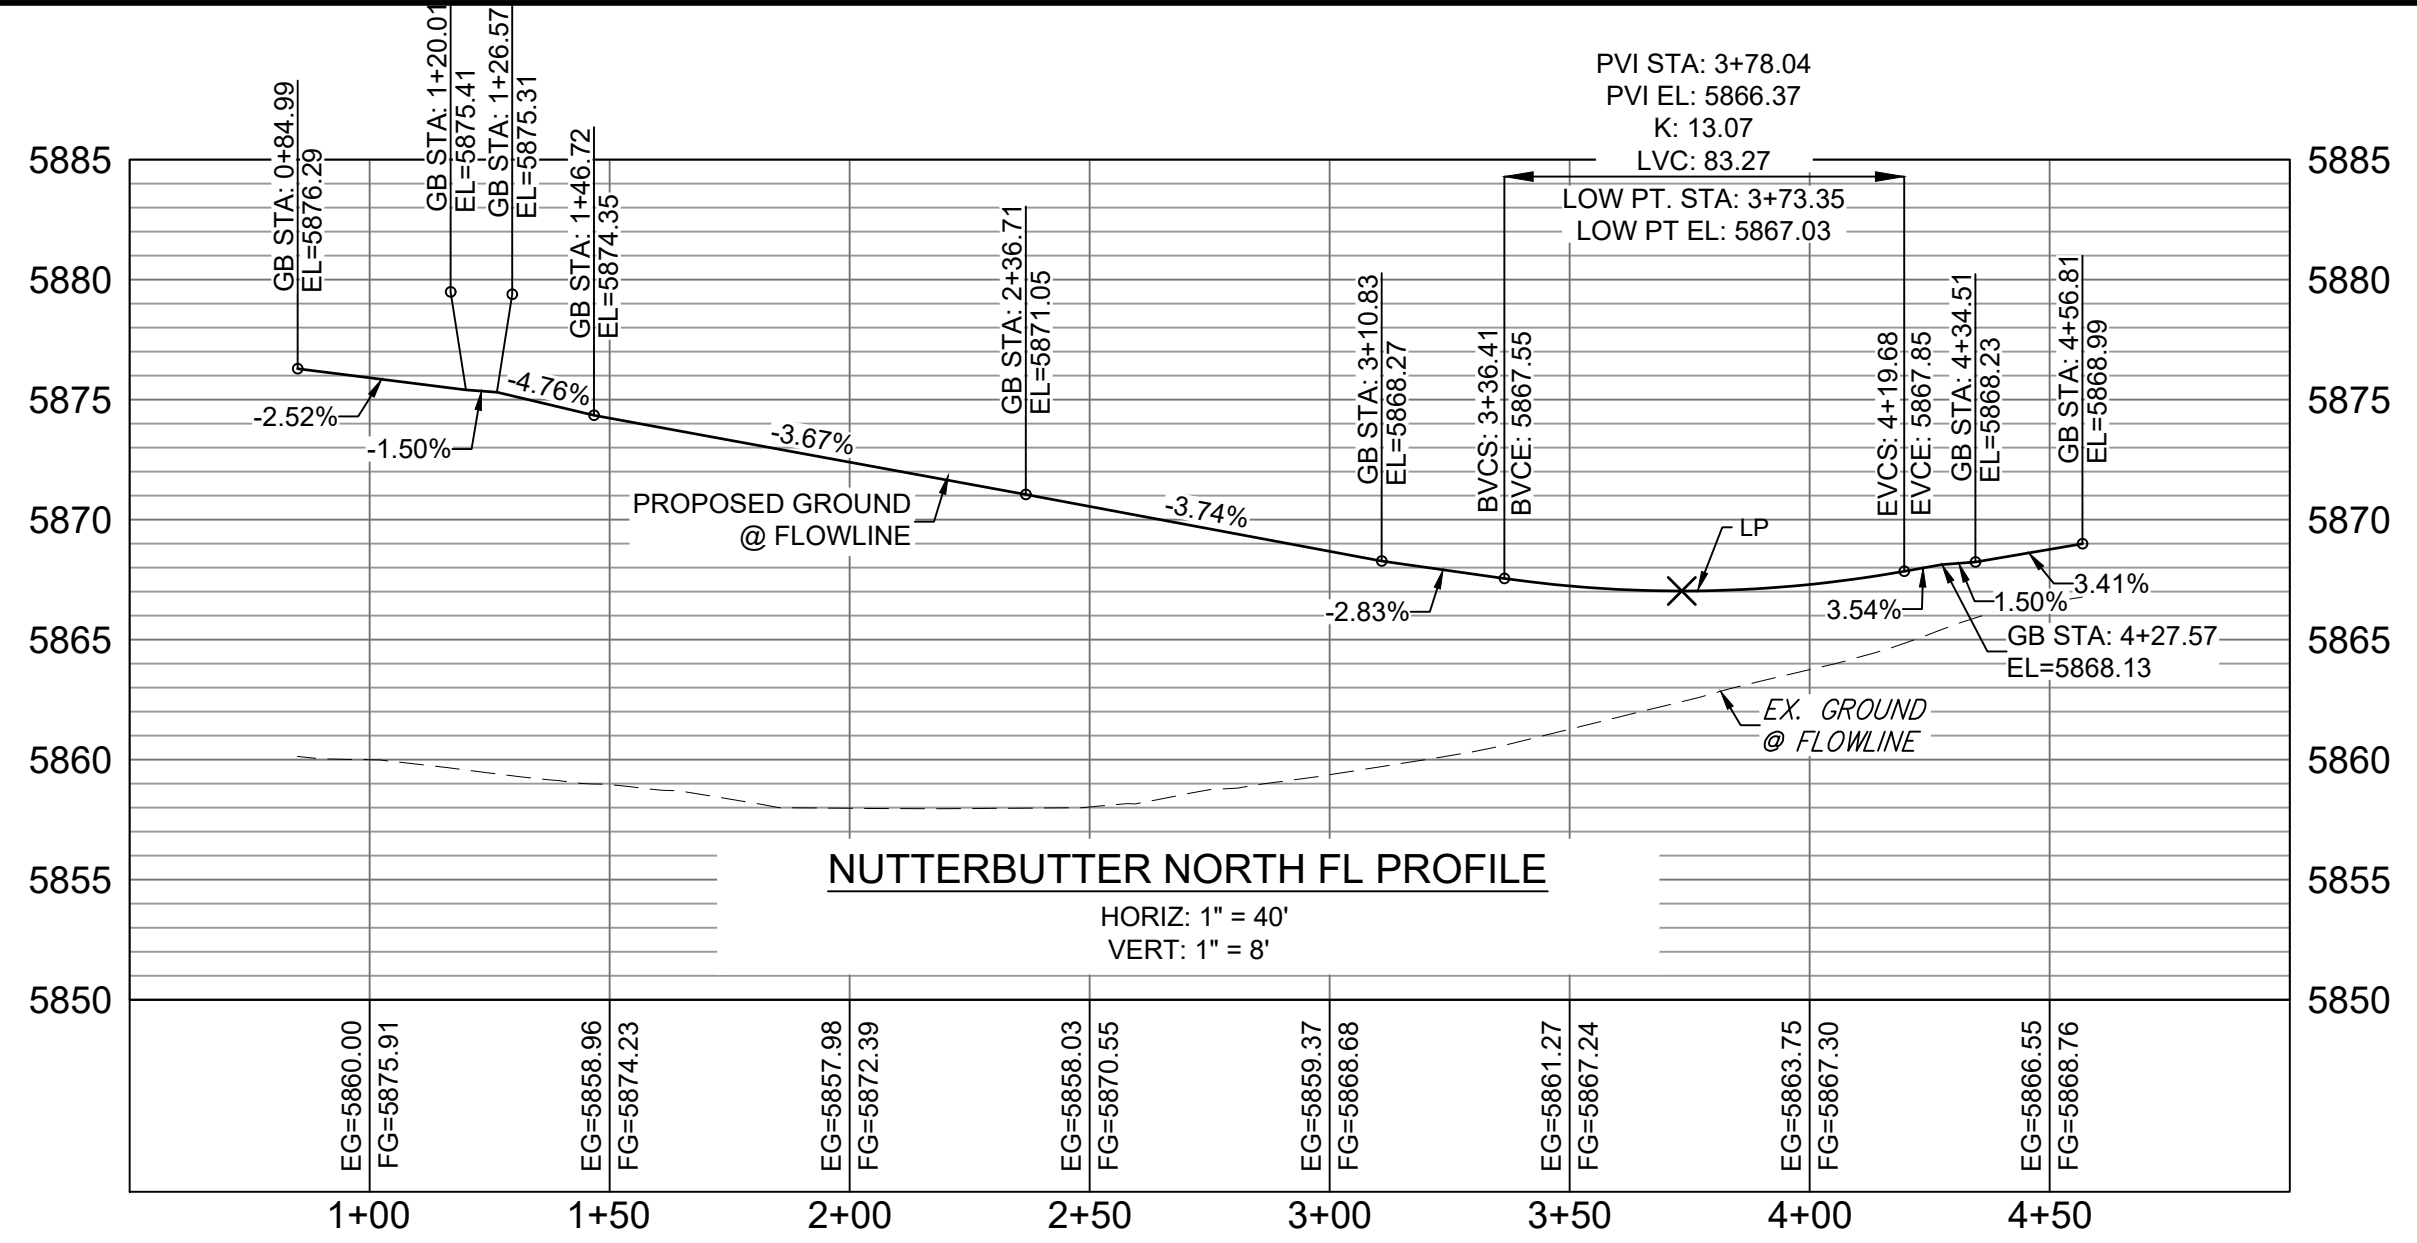 GB STA: 0+84.99
EL=5876.29
GB STA: 1+20.01
EL=5875.41
GB STA: 1+26.57
EL=5875.31
GB STA: 1+46.72
EL=5874.35
GB STA: 2+36.71
EL=5871.05
GB STA: 3+10.83
EL=5868.27
PVI STA: 3+78.04
PVI EL: 5866.37
K: 13.07
LVC: 83.27
LOW PT. STA: 3+73.35
LOW PT EL: 5867.03
BVCS: 3+36.41
BVCE: 5867.55
EVCS: 4+19.68
EVCE: 5867.85
GB STA: 4+34.51
EL=5868.23
GB STA: 4+56.81
EL=5868.99
5885
5885
5880
5880
5875
5875
5870
5870
5865
5865
5860
5860
5855
5855
5850
5850
-2.52%
-1.50%
-4.76%
-3.67%
PROPOSED GROUND
@ FLOWLINE
-3.74%
-2.83%
LP
3.54%
1.50%
3.41%
GB STA: 4+27.57
EL=5868.13
EX. GROUND
@ FLOWLINE
NUTTERBUTTER NORTH FL PROFILE
HORIZ: 1" = 40'
VERT: 1" = 8'
EG=5860.00
FG=5875.91
EG=5858.96
FG=5874.23
EG=5857.98
FG=5872.39
EG=5858.03
FG=5870.55
EG=5859.37
FG=5868.68
EG=5861.27
FG=5867.24
EG=5863.75
FG=5867.30
EG=5866.55
FG=5868.76
1+00
1+50
2+00
2+50
3+00
3+50
4+00
4+50